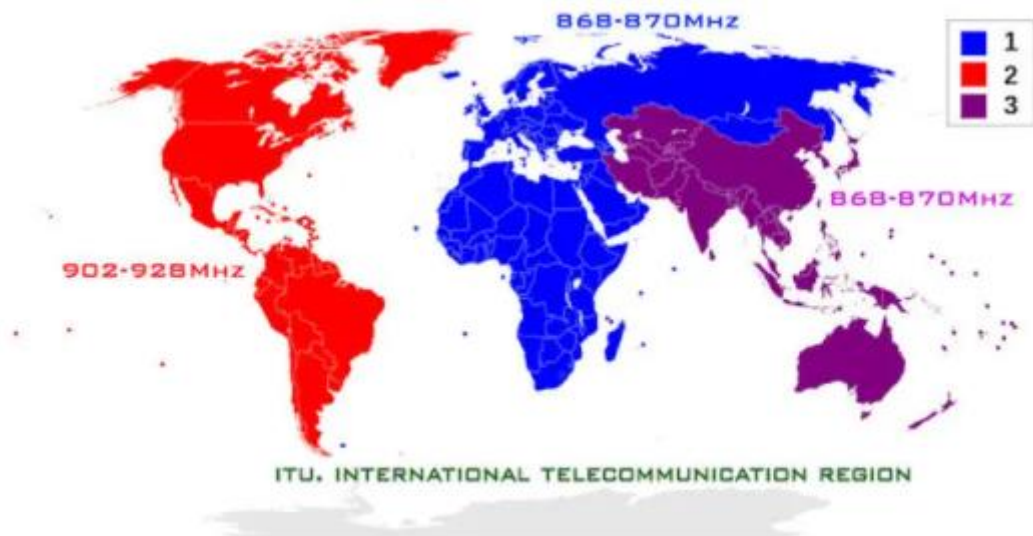 868-870MHz
1
2
3
868-870MHz
902-928MHz
ITU. INTERNATIONAL TELECOMMUNICATION REGION